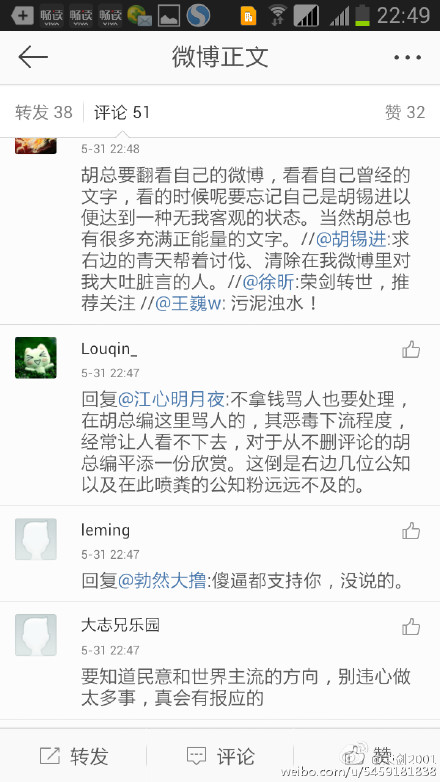 畅读 VIVA 畅读 VIVA 畅读 VIVA 22:49
微博正文
转发 38 评论 51 赞 32
5-31 22:48
胡总要翻看自己的微博，看看自己曾经的
文字，看的时候呢要忘记自己是胡锡进以
便达到一种无我客观的状态。当然胡总也
有很多充满正能量的文字。//@胡锡进:求
右边的青天帮着讨伐、清除在我微博里对
我大吐脏言的人。//@徐昕:荣剑转世，推
荐关注 //@王巍w: 污泥浊水！
Louqin_
5-31 22:47
回复@江心明月夜:不拿钱骂人也要处理，
在胡总编这里骂人的，其恶毒下流程度，
经常让人看不下去，对于从不删评论的胡
总编平添一份欣赏。这倒是右边几位公知
以及在此喷粪的公知粉远远不及的。
leming
5-31 22:47
回复@勃然大撸:傻逼都支持你，没说的。
大志兄乐园
5-31 22:47
要知道民意和世界主流的方向，别违心做
太多事，真会有报应的
转发 评论 赞
创2001
weibo.com/u/5459181838